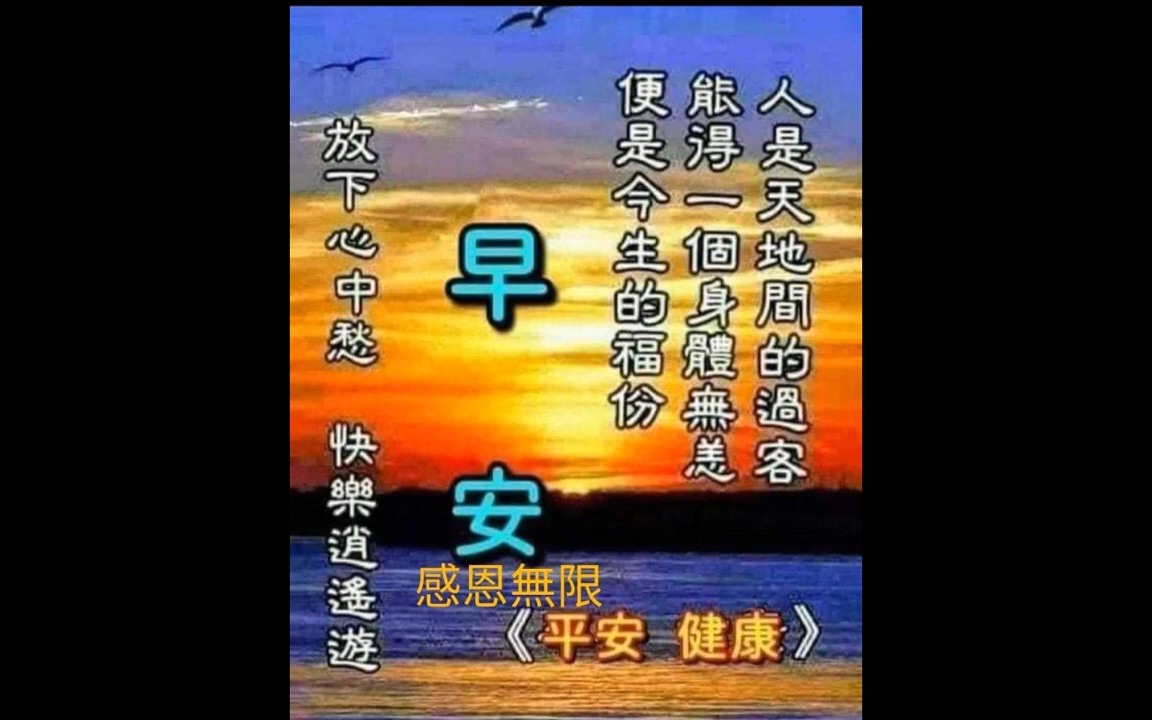 人是天地間的過客
能得一個身體無恙
便是今生的福份
早安
放下心中愁 快樂逍遙遊
感恩無限
《平安 健康》